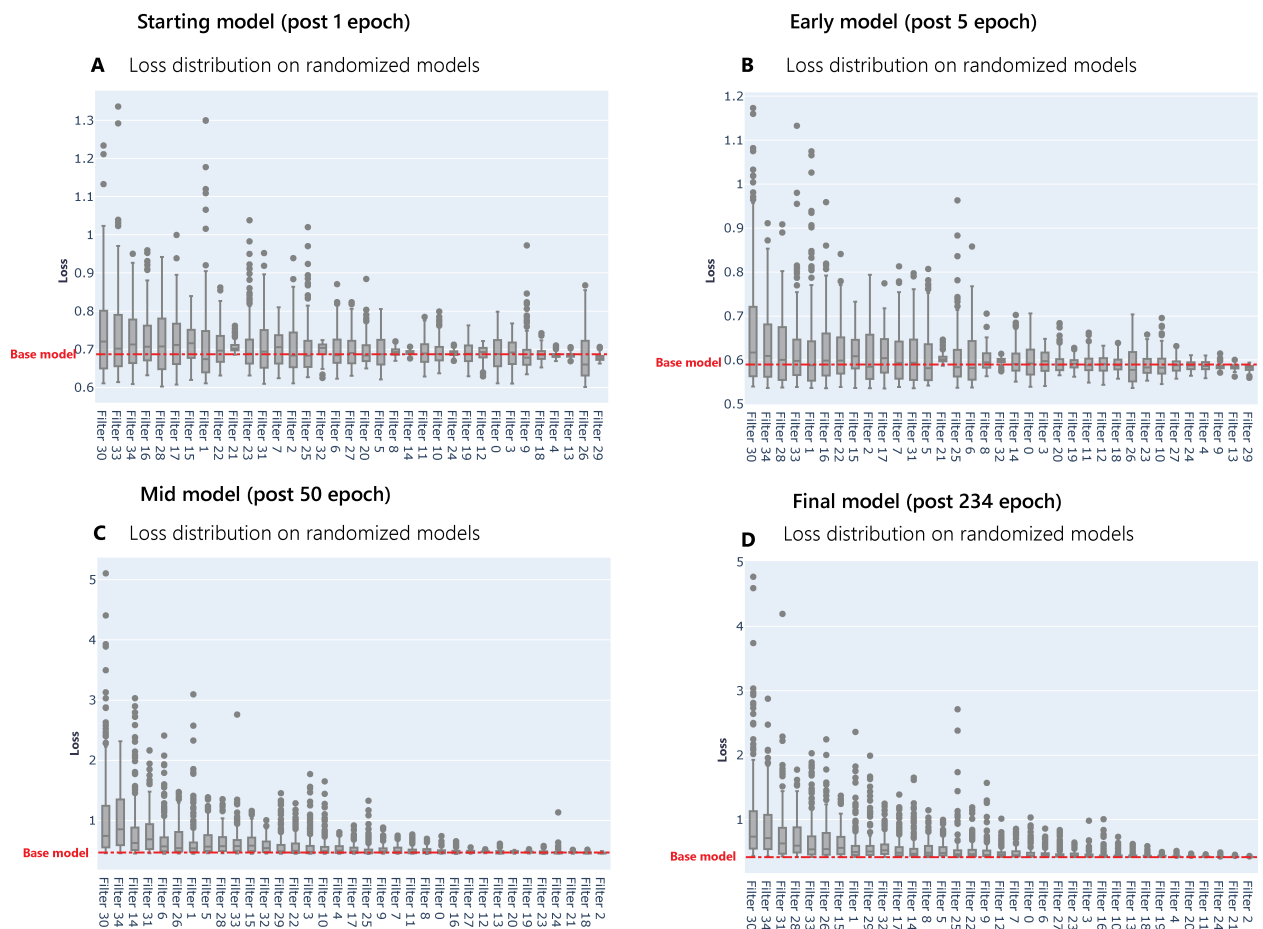 Starting model (post 1 epoch)
A Loss distribution on randomized models
1.3
1.2
1.1
1
0.9
0.8
0.7
0.6
Loss
Base model
Filter 30
Filter 33
Filter 34
Filter 16
Filter 28
Filter 17
Filter 15
Filter 1
Filter 22
Filter 21
Filter 23
Filter 31
Filter 7
Filter 2
Filter 25
Filter 32
Filter 6
Filter 27
Filter 20
Filter 5
Filter 8
Filter 14
Filter 11
Filter 10
Filter 24
Filter 19
Filter 12
Filter 0
Filter 3
Filter 9
Filter 18
Filter 4
Filter 13
Filter 26
Filter 29
Early model (post 5 epoch)
B Loss distribution on randomized models
1.2
1.1
1
0.9
0.8
0.7
0.6
0.5
Loss
Base model
Filter 30
Filter 34
Filter 28
Filter 33
Filter 1
Filter 16
Filter 22
Filter 15
Filter 2
Filter 17
Filter 7
Filter 31
Filter 5
Filter 21
Filter 25
Filter 6
Filter 8
Filter 32
Filter 14
Filter 0
Filter 3
Filter 20
Filter 19
Filter 11
Filter 12
Filter 18
Filter 26
Filter 23
Filter 10
Filter 27
Filter 24
Filter 4
Filter 9
Filter 13
Filter 29
Mid model (post 50 epoch)
C Loss distribution on randomized models
5
4
3
2
1
Loss
Base model
Filter 30
Filter 34
Filter 14
Filter 31
Filter 6
Filter 26
Filter 1
Filter 5
Filter 28
Filter 33
Filter 15
Filter 32
Filter 29
Filter 22
Filter 3
Filter 10
Filter 4
Filter 17
Filter 25
Filter 9
Filter 7
Filter 11
Filter 8
Filter 0
Filter 16
Filter 27
Filter 12
Filter 13
Filter 20
Filter 19
Filter 23
Filter 24
Filter 21
Filter 18
Filter 2
Final model (post 234 epoch)
D Loss distribution on randomized models
5
4
3
2
1
Loss
Base model
Filter 30
Filter 34
Filter 31
Filter 28
Filter 33
Filter 26
Filter 15
Filter 1
Filter 29
Filter
Filter
Filter 14
Filter 8
Filter 5
Filter 25
Filter 22
Filter 9
Filter 12
Filter 7
Filter 0
Filter 6
Filter 27
Filter 23
Filter 3
Filter 16
Filter 10
Filter 13
Filter 18
Filter 19
Filter 4
Filter 20
Filter 24
Filter 21
Filter 2